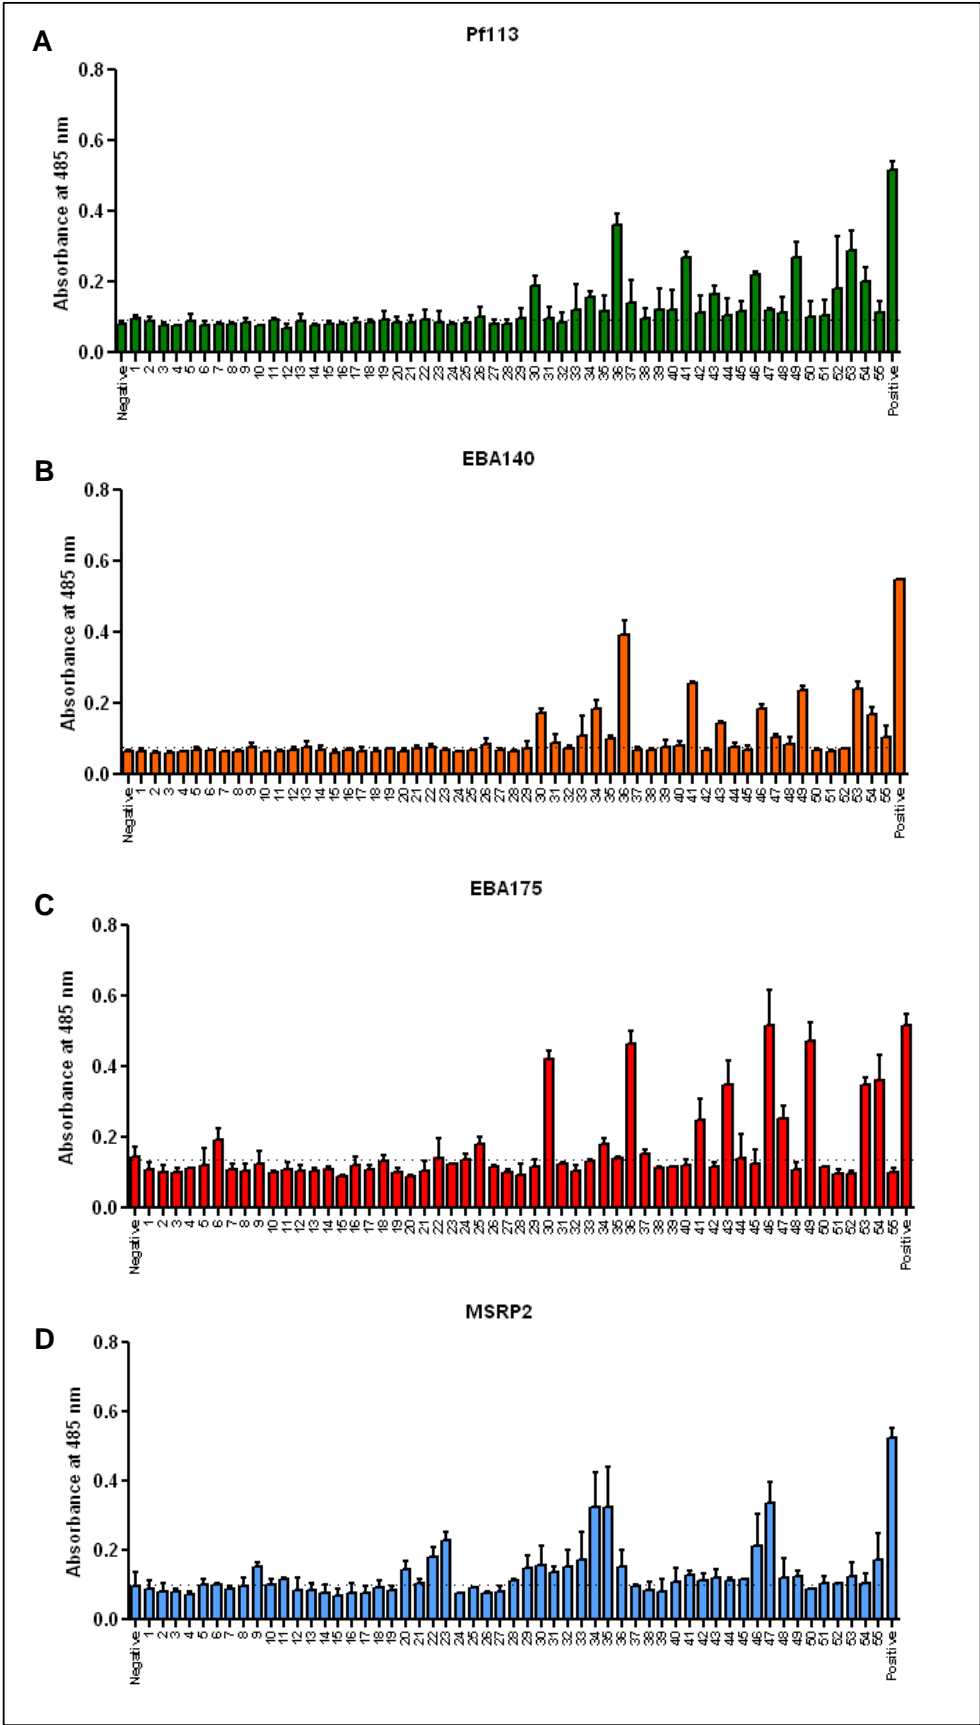 A
Pf113
0.8
0.6
0.4
0.2
0.0
Absorbance at 485 nm
Negative 1 2 3 4 5 6 7 8 9 10 11 12 13 14 15 16 17 18 19 20 21 22 23 24 25 26 27 28 29 30 31 32 33 34 35 36 37 38 39 40 41 42 43 44 45 46 47 48 49 50 51 52 53 54 55 Positive
B
EBA140
0.8
0.6
0.4
0.2
0.0
Absorbance at 485 nm
Negative 1 2 3 4 5 6 7 8 9 10 11 12 13 14 15 16 17 18 19 20 21 22 23 24 25 26 27 28 29 30 31 32 33 34 35 36 37 38 39 40 41 42 43 44 45 46 47 48 49 50 51 52 53 54 55 Positive
C
EBA175
0.8
0.6
0.4
0.2
0.0
Absorbance at 485 nm
Negative 1 2 3 4 5 6 7 8 9 10 11 12 13 14 15 16 17 18 19 20 21 22 23 24 25 26 27 28 29 30 31 32 33 34 35 36 37 38 39 40 41 42 43 44 45 46 47 48 49 50 51 52 53 54 55 Positive
D
MSRP2
0.8
0.6
0.4
0.2
0.0
Absorbance at 485 nm
Negative 1 2 3 4 5 6 7 8 9 10 11 12 13 14 15 16 17 18 19 20 21 22 23 24 25 26 27 28 29 30 31 32 33 34 35 36 37 38 39 40 41 42 43 44 45 46 47 48 49 50 51 52 53 54 55 Positive